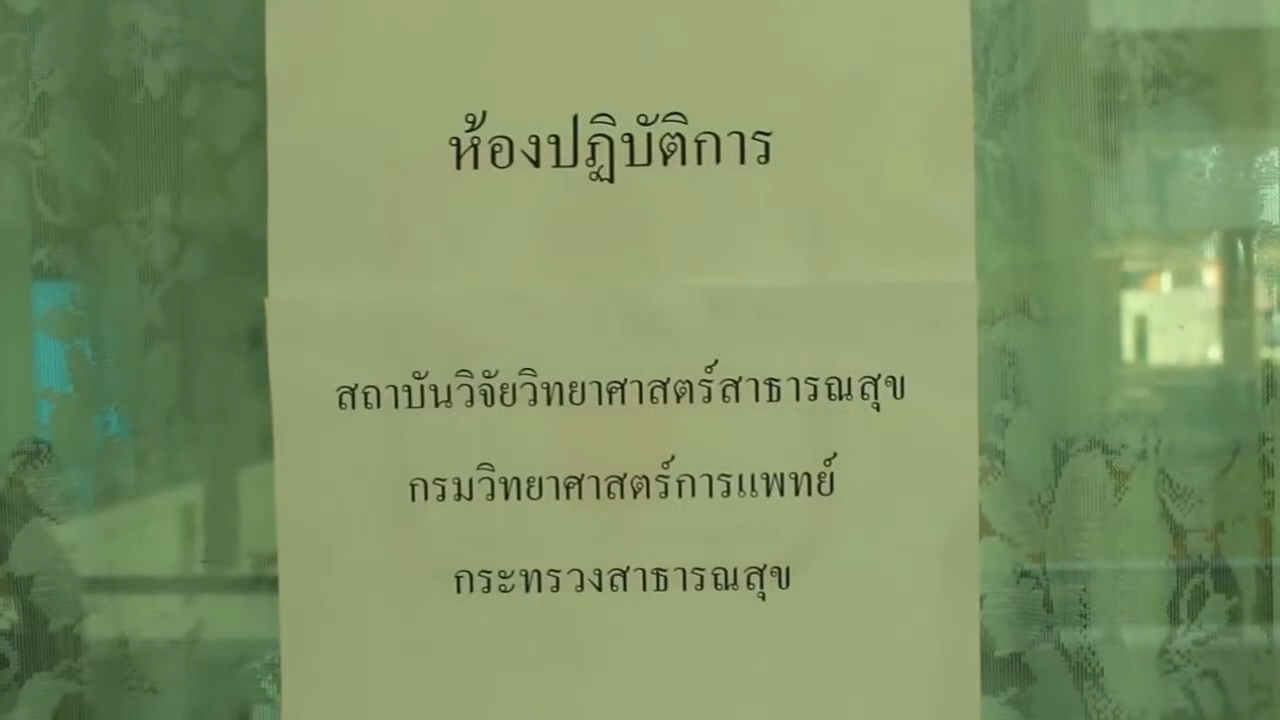 ห้องปฏิบัติการ
สถาบันวิจัยวิทยาศาสตร์สาธารณสุข
กรมวิทยาศาสตร์การแพทย์
กระทรวงสาธารณสุข